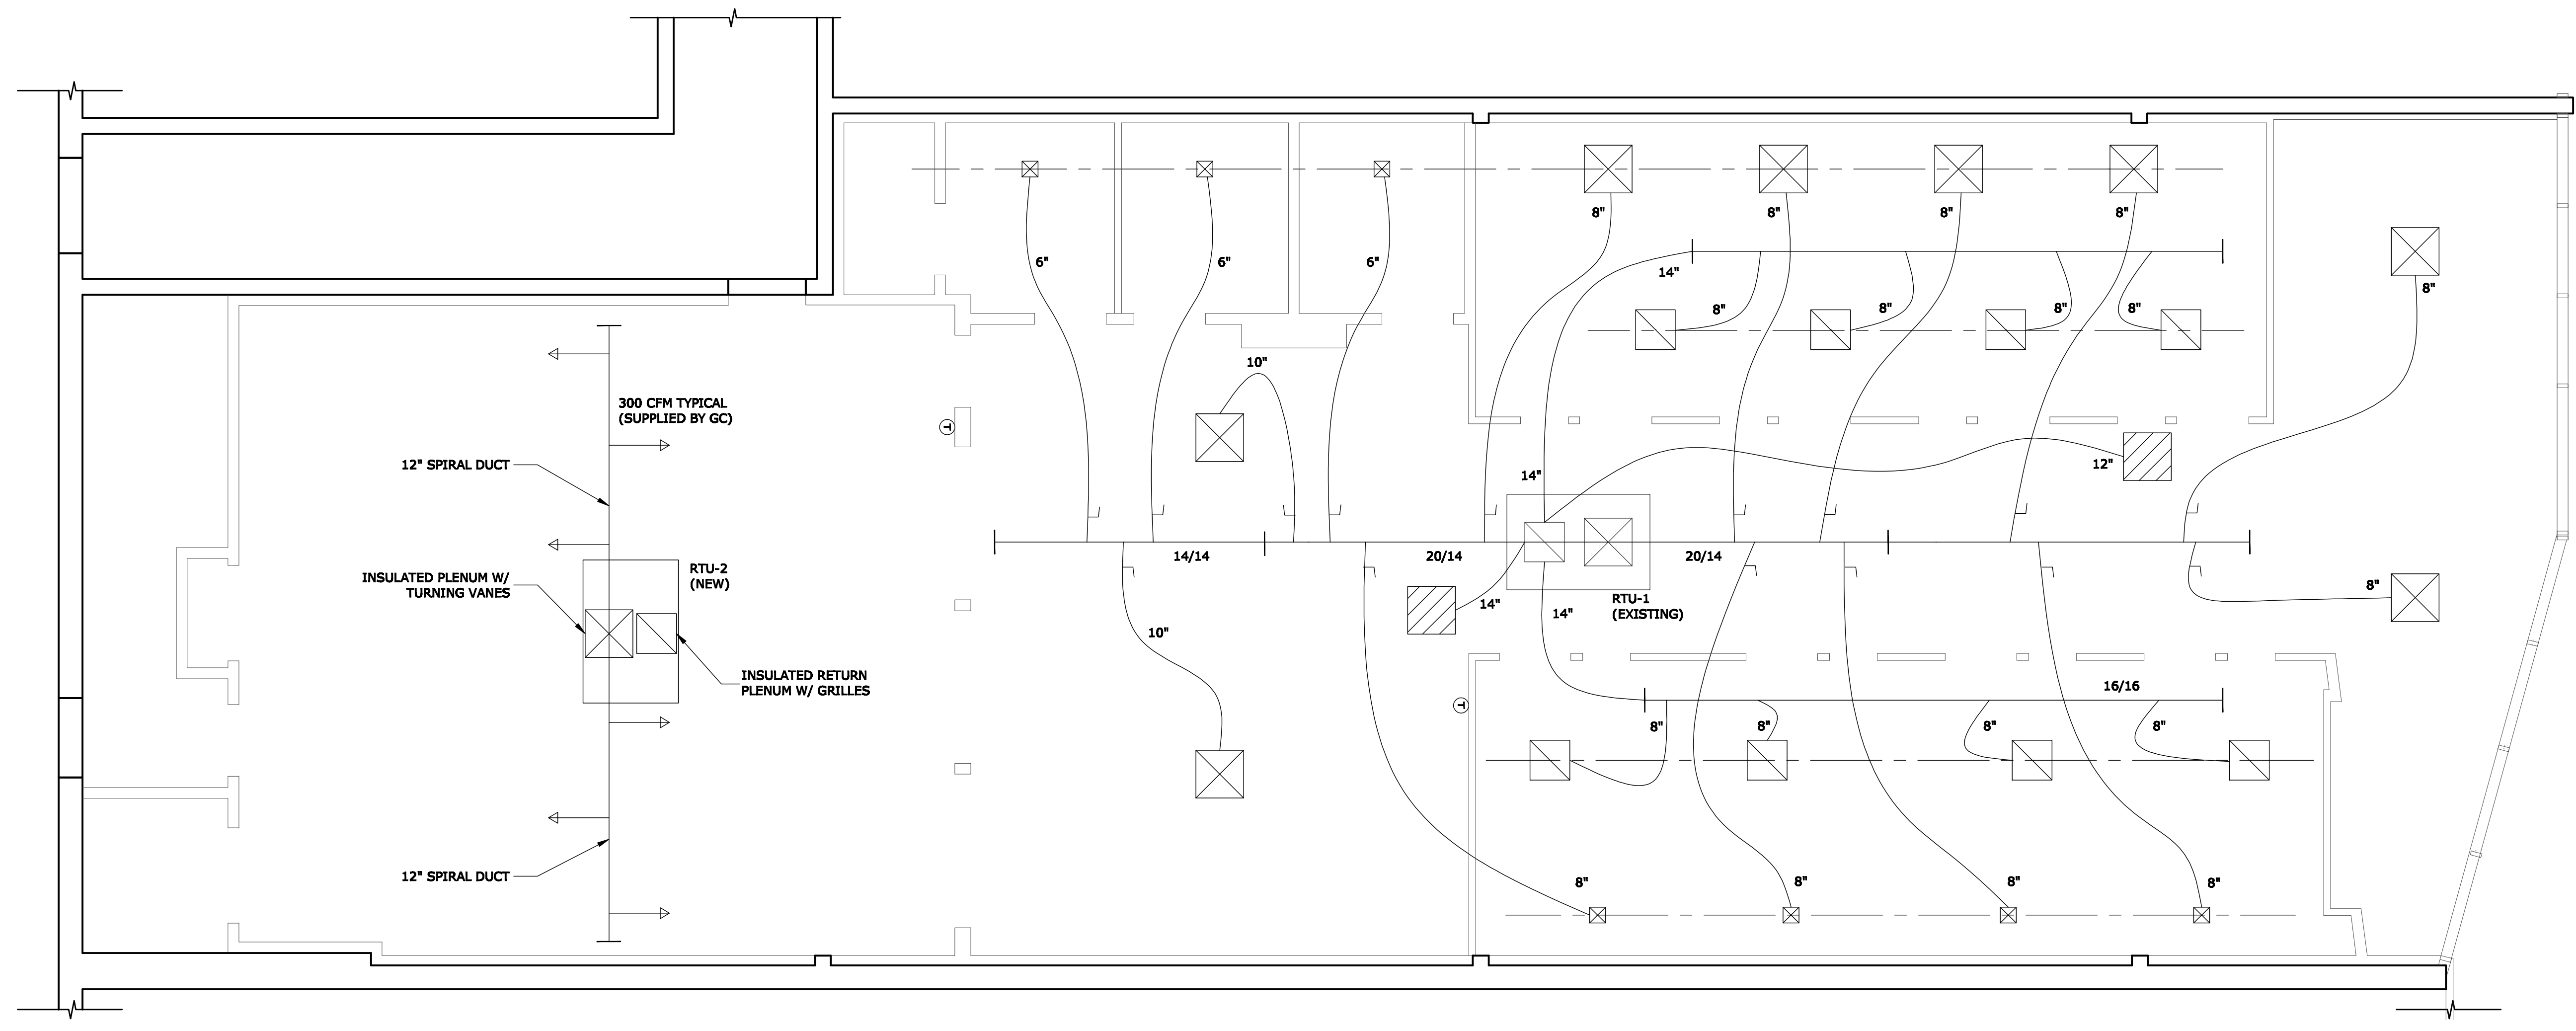 8" 8" 8" 8"
6" 6" 6" 14" 8"
8" 8" 8" 8"
10"
300 CFM TYPICAL
(SUPPLIED BY GC)
T
12" SPIRAL DUCT
14" 12"
14/14 20/14 20/14
RTU-2
(NEW)
INSULATED PLENUM W/
TURNING VANES
8"
14" 14"
RTU-1
(EXISTING)
10"
INSULATED RETURN
PLENUM W/ GRILLES
16/16
T
8" 8" 8" 8"
12" SPIRAL DUCT
8" 8" 8" 8"